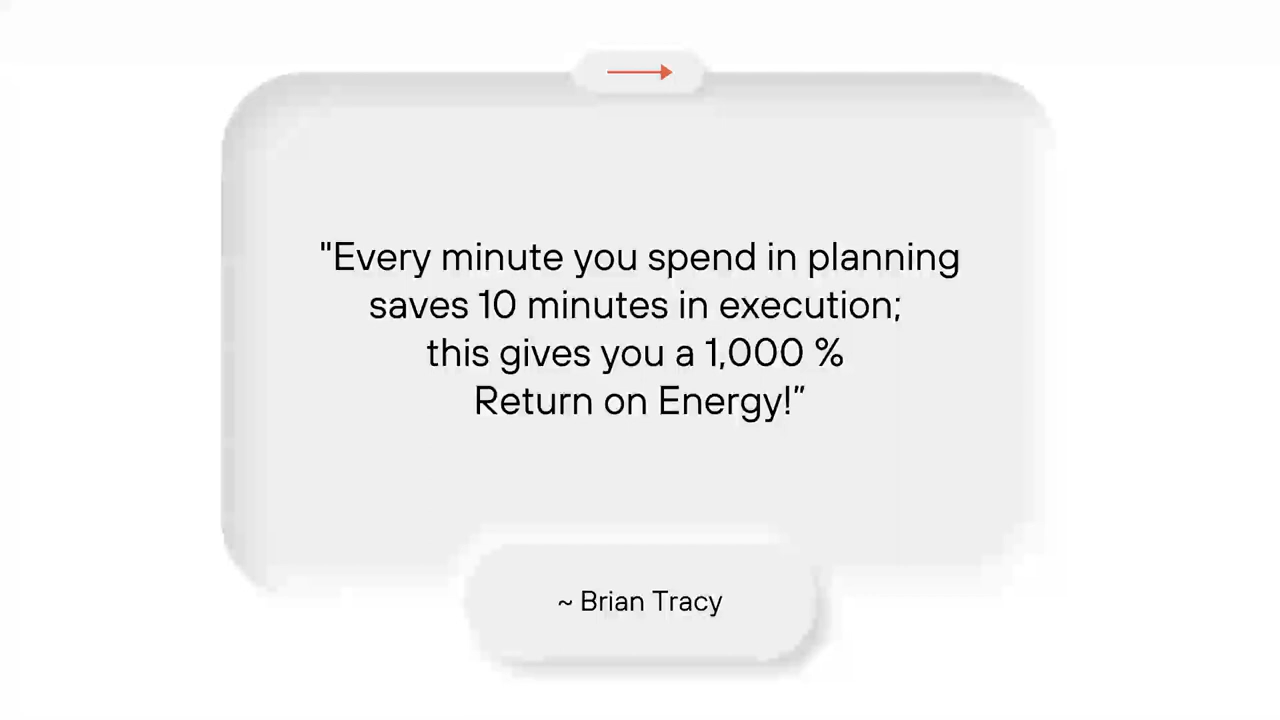 "Every minute you spend in planning
saves 10 minutes in execution;
this gives you a 1,000 %
Return on Energy!”
~ Brian Tracy